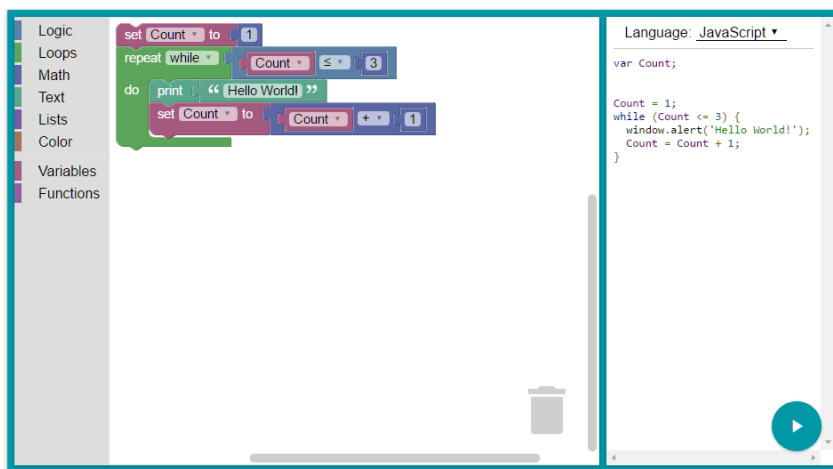 Logic
Loops
Math
Text
Lists
Color
Variables
Functions
set Count to 1
repeat while Count ≤ 3
do print “ Hello World! ”
set Count to Count + 1
Language: JavaScript
var Count;
Count = 1;
while (Count <= 3) {
window.alert('Hello World!');
Count = Count + 1;
}